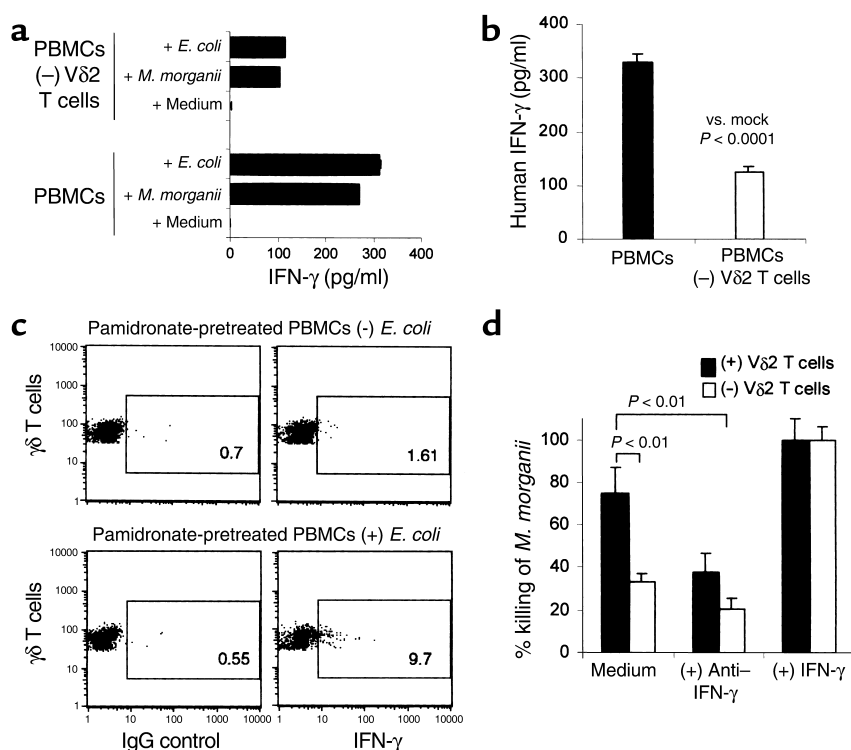 a
PBMCs
(–) Vδ2
T cells
+ E. coli
+ M. morganii
+ Medium
PBMCs
+ E. coli
+ M. morganii
+ Medium
0 100 200 300 400
IFN-γ (pg/ml)
b
Human IFN-γ (pg/ml)
400
300
200
100
0
vs. mock
P < 0.0001
PBMCs
PBMCs
(–) Vδ2 T cells
c
Pamidronate-pretreated PBMCs (-) E. coli
γδ T cells
10000
1000
100
10
1
0.7
1.61
Pamidronate-pretreated PBMCs (+) E. coli
γδ T cells
10000
1000
100
10
1
0.55
9.7
1 10 100 1000 10000
1 10 100 1000 10000
IgG control
IFN-γ
d
(+) Vδ2 T cells
(-) Vδ2 T cells
% killing of M. morganii
100
80
60
40
20
0
P < 0.01
P < 0.01
Medium
(+) Anti–
IFN-γ
(+) IFN-γ